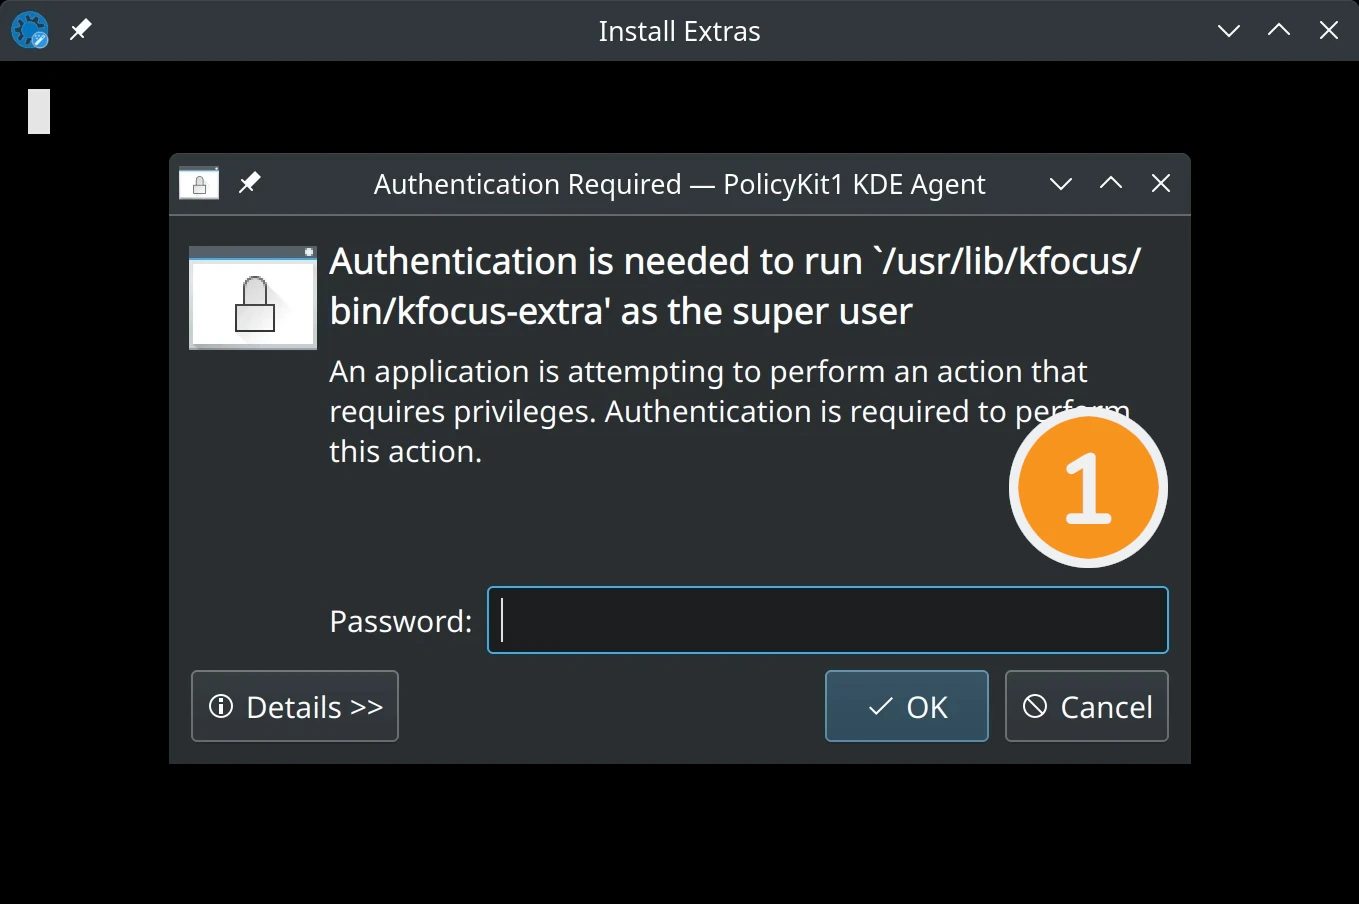 Install Extras
Authentication Required — PolicyKit1 KDE Agent
Authentication is needed to run `/usr/lib/kfocus/
bin/kfocus-extra' as the super user
An application is attempting to perform an action that
requires privileges. Authentication is required to perform
this action.
1
Password:
Details >>
OK
Cancel